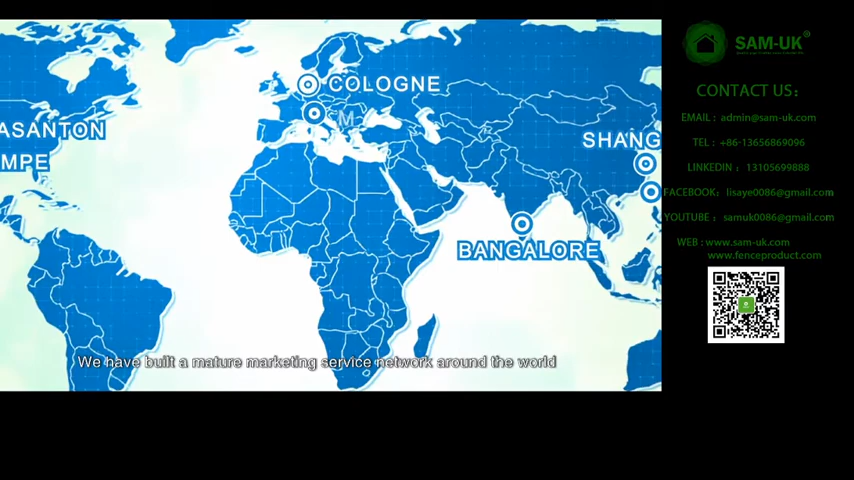 COLOGNE
M
ASANTON
MPE
SHANG
BANGALORE
We have built a mature marketing service network around the world
SAM-UK®
CONTACT US:
EMAIL : admin@sam-uk.com
TEL : +86-13656869096
LINKEDIN : 13105699888
FACEBOOK: lisaye0086@gmail.com
YOUTUBE : samuk0086@gmail.com
WEB : www.sam-uk.com
www.fenceproduct.com